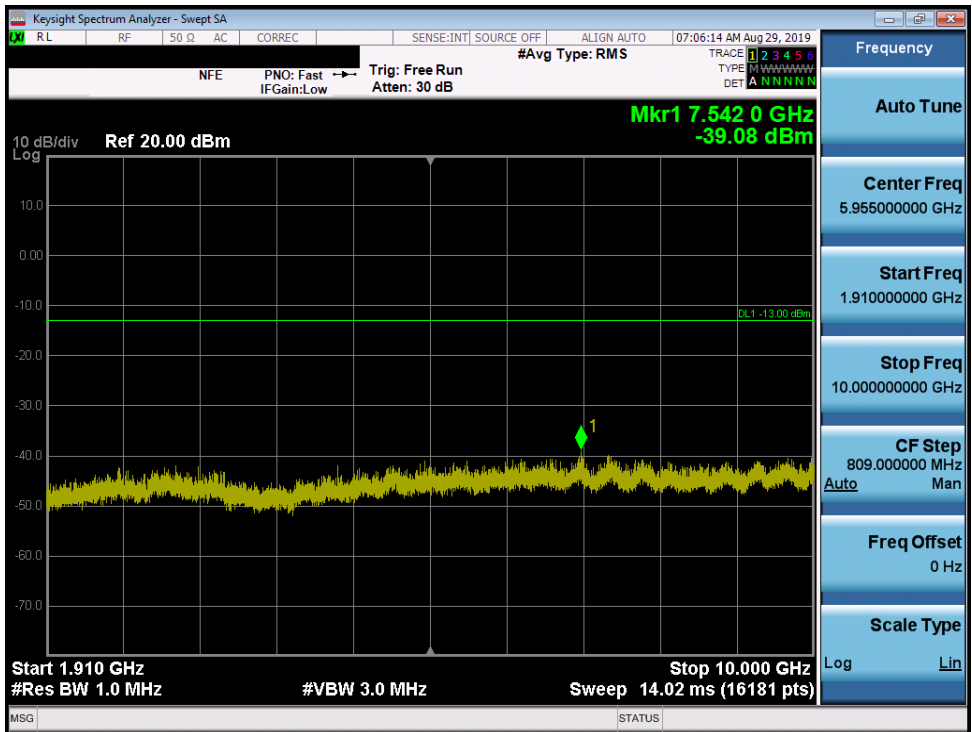 Keysight Spectrum Analyzer - Swept SA
LXI RL RF 50 Ω AC CORREC SENSE:INT SOURCE OFF ALIGN AUTO 07:06:14 AM Aug 29, 2019
#Avg Type: RMS TRACE 1 2 3 4 5 6
NFE PNO: Fast Trig: Free Run TYPE M WWWWW
IFGain:Low Atten: 30 dB DET A N N N N N
Mkr1 7.542 0 GHz
-39.08 dBm
10 dB/div Ref 20.00 dBm
Log
10.0
0.00
-10.0
DL1 -13.00 dBm
-20.0
-30.0
1
-40.0
-50.0
-60.0
-70.0
Start 1.910 GHz Stop 10.000 GHz
#Res BW 1.0 MHz #VBW 3.0 MHz Sweep 14.02 ms (16181 pts)
MSG STATUS
Frequency
Auto Tune
Center Freq
5.955000000 GHz
Start Freq
1.910000000 GHz
Stop Freq
10.000000000 GHz
CF Step
809.000000 MHz
Auto Man
Freq Offset
0 Hz
Scale Type
Log Lin